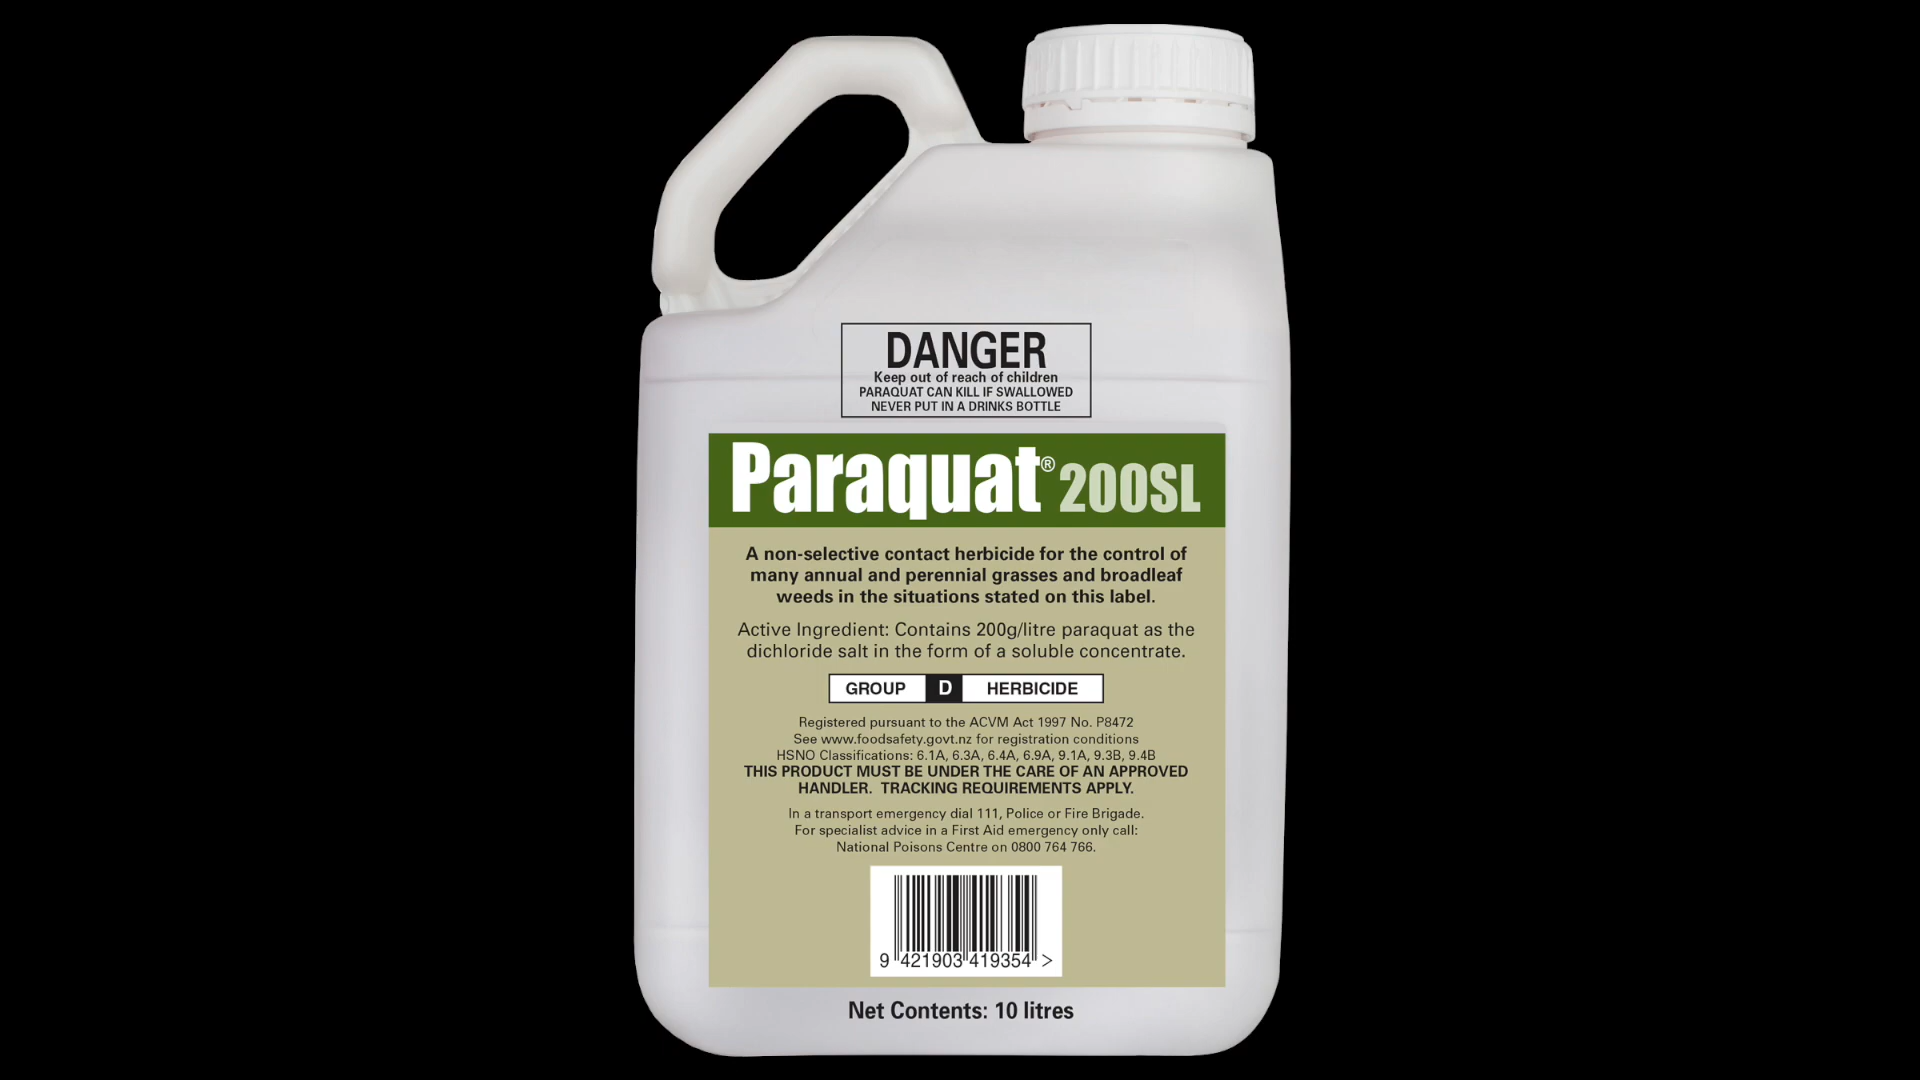 DANGER
Keep out of reach of children
PARAQUAT CAN KILL IF SWALLOWED
NEVER PUT IN A DRINKS BOTTLE
Paraquat® 200SL
A non-selective contact herbicide for the control of
many annual and perennial grasses and broadleaf
weeds in the situations stated on this label.
Active Ingredient: Contains 200g/litre paraquat as the
dichloride salt in the form of a soluble concentrate.
GROUP D HERBICIDE
Registered pursuant to the ACVM Act 1997 No. P8472
See www.foodsafety.govt.nz for registration conditions
HSNO Classifications: 6.1A, 6.3A, 6.4A, 6.9A, 9.1A, 9.3B, 9.4B
THIS PRODUCT MUST BE UNDER THE CARE OF AN APPROVED
HANDLER. TRACKING REQUIREMENTS APPLY.
In a transport emergency dial 111, Police or Fire Brigade.
For specialist advice in a First Aid emergency only call:
National Poisons Centre on 0800 764 766.
9 421903 419354 >
Net Contents: 10 litres